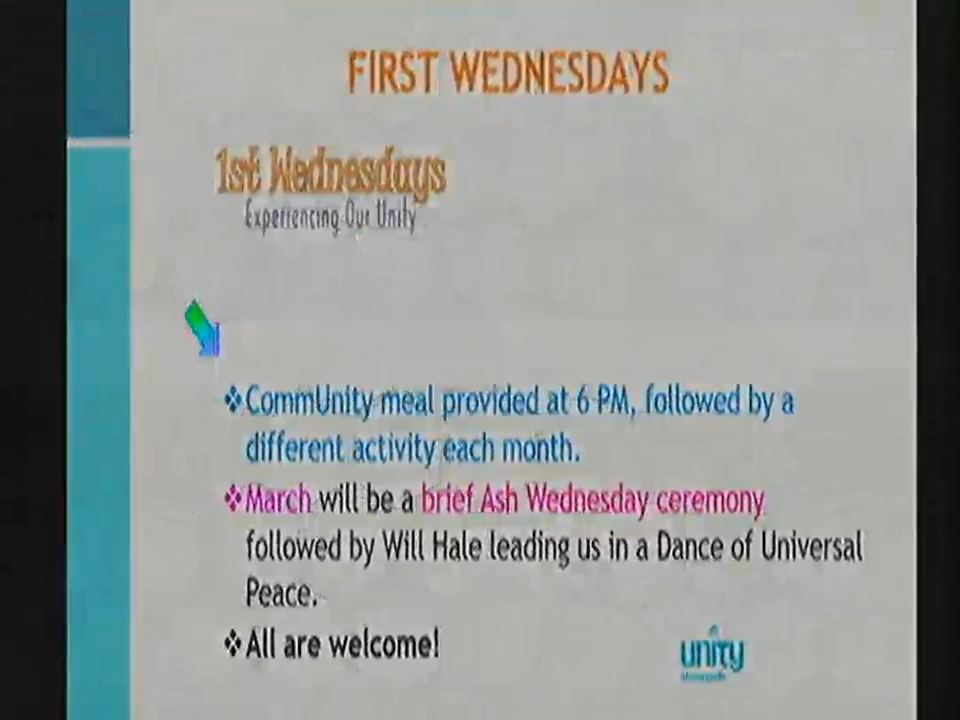 FIRST WEDNESDAYS
1st Wednesdays
Experiencing Our Unity
❖CommUnity meal provided at 6 PM, followed by a
different activity each month.
❖March will be a brief Ash Wednesday ceremony
followed by Will Hale leading us in a Dance of Universal
Peace.
❖All are welcome!
unity